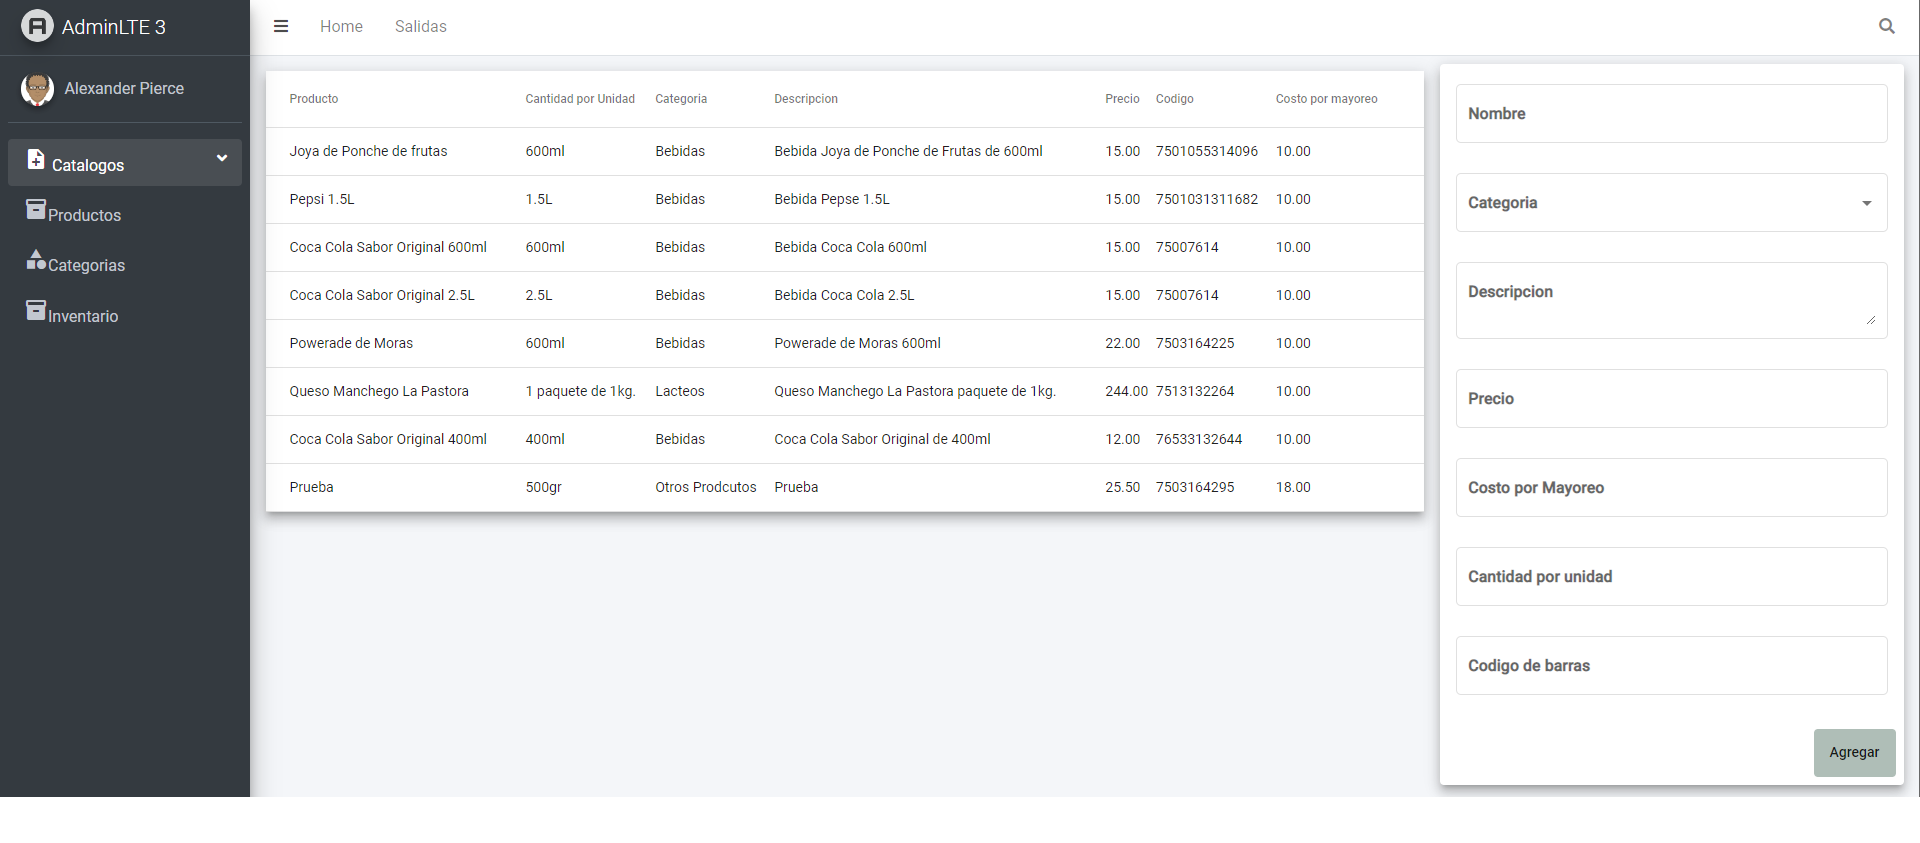 AdminLTE 3
Home Salidas
Alexander Pierce
Catalogos
Productos
Categorias
Inventario
Producto Cantidad por Unidad Categoria Descripcion Precio Codigo Costo por mayoreo
Joya de Ponche de frutas 600ml Bebidas Bebida Joya de Ponche de Frutas de 600ml 15.00 7501055314096 10.00
Pepsi 1.5L 1.5L Bebidas Bebida Pepse 1.5L 15.00 7501031311682 10.00
Coca Cola Sabor Original 600ml 600ml Bebidas Bebida Coca Cola 600ml 15.00 75007614 10.00
Coca Cola Sabor Original 2.5L 2.5L Bebidas Bebida Coca Cola 2.5L 15.00 75007614 10.00
Powerade de Moras 600ml Bebidas Powerade de Moras 600ml 22.00 7503164225 10.00
Queso Manchego La Pastora 1 paquete de 1kg. Lacteos Queso Manchego La Pastora paquete de 1kg. 244.00 7513132264 10.00
Coca Cola Sabor Original 400ml 400ml Bebidas Coca Cola Sabor Original de 400ml 12.00 76533132644 10.00
Prueba 500gr Otros Prodcutos Prueba 25.50 7503164295 18.00
Nombre
Categoria
Descripcion
Precio
Costo por Mayoreo
Cantidad por unidad
Codigo de barras
Agregar